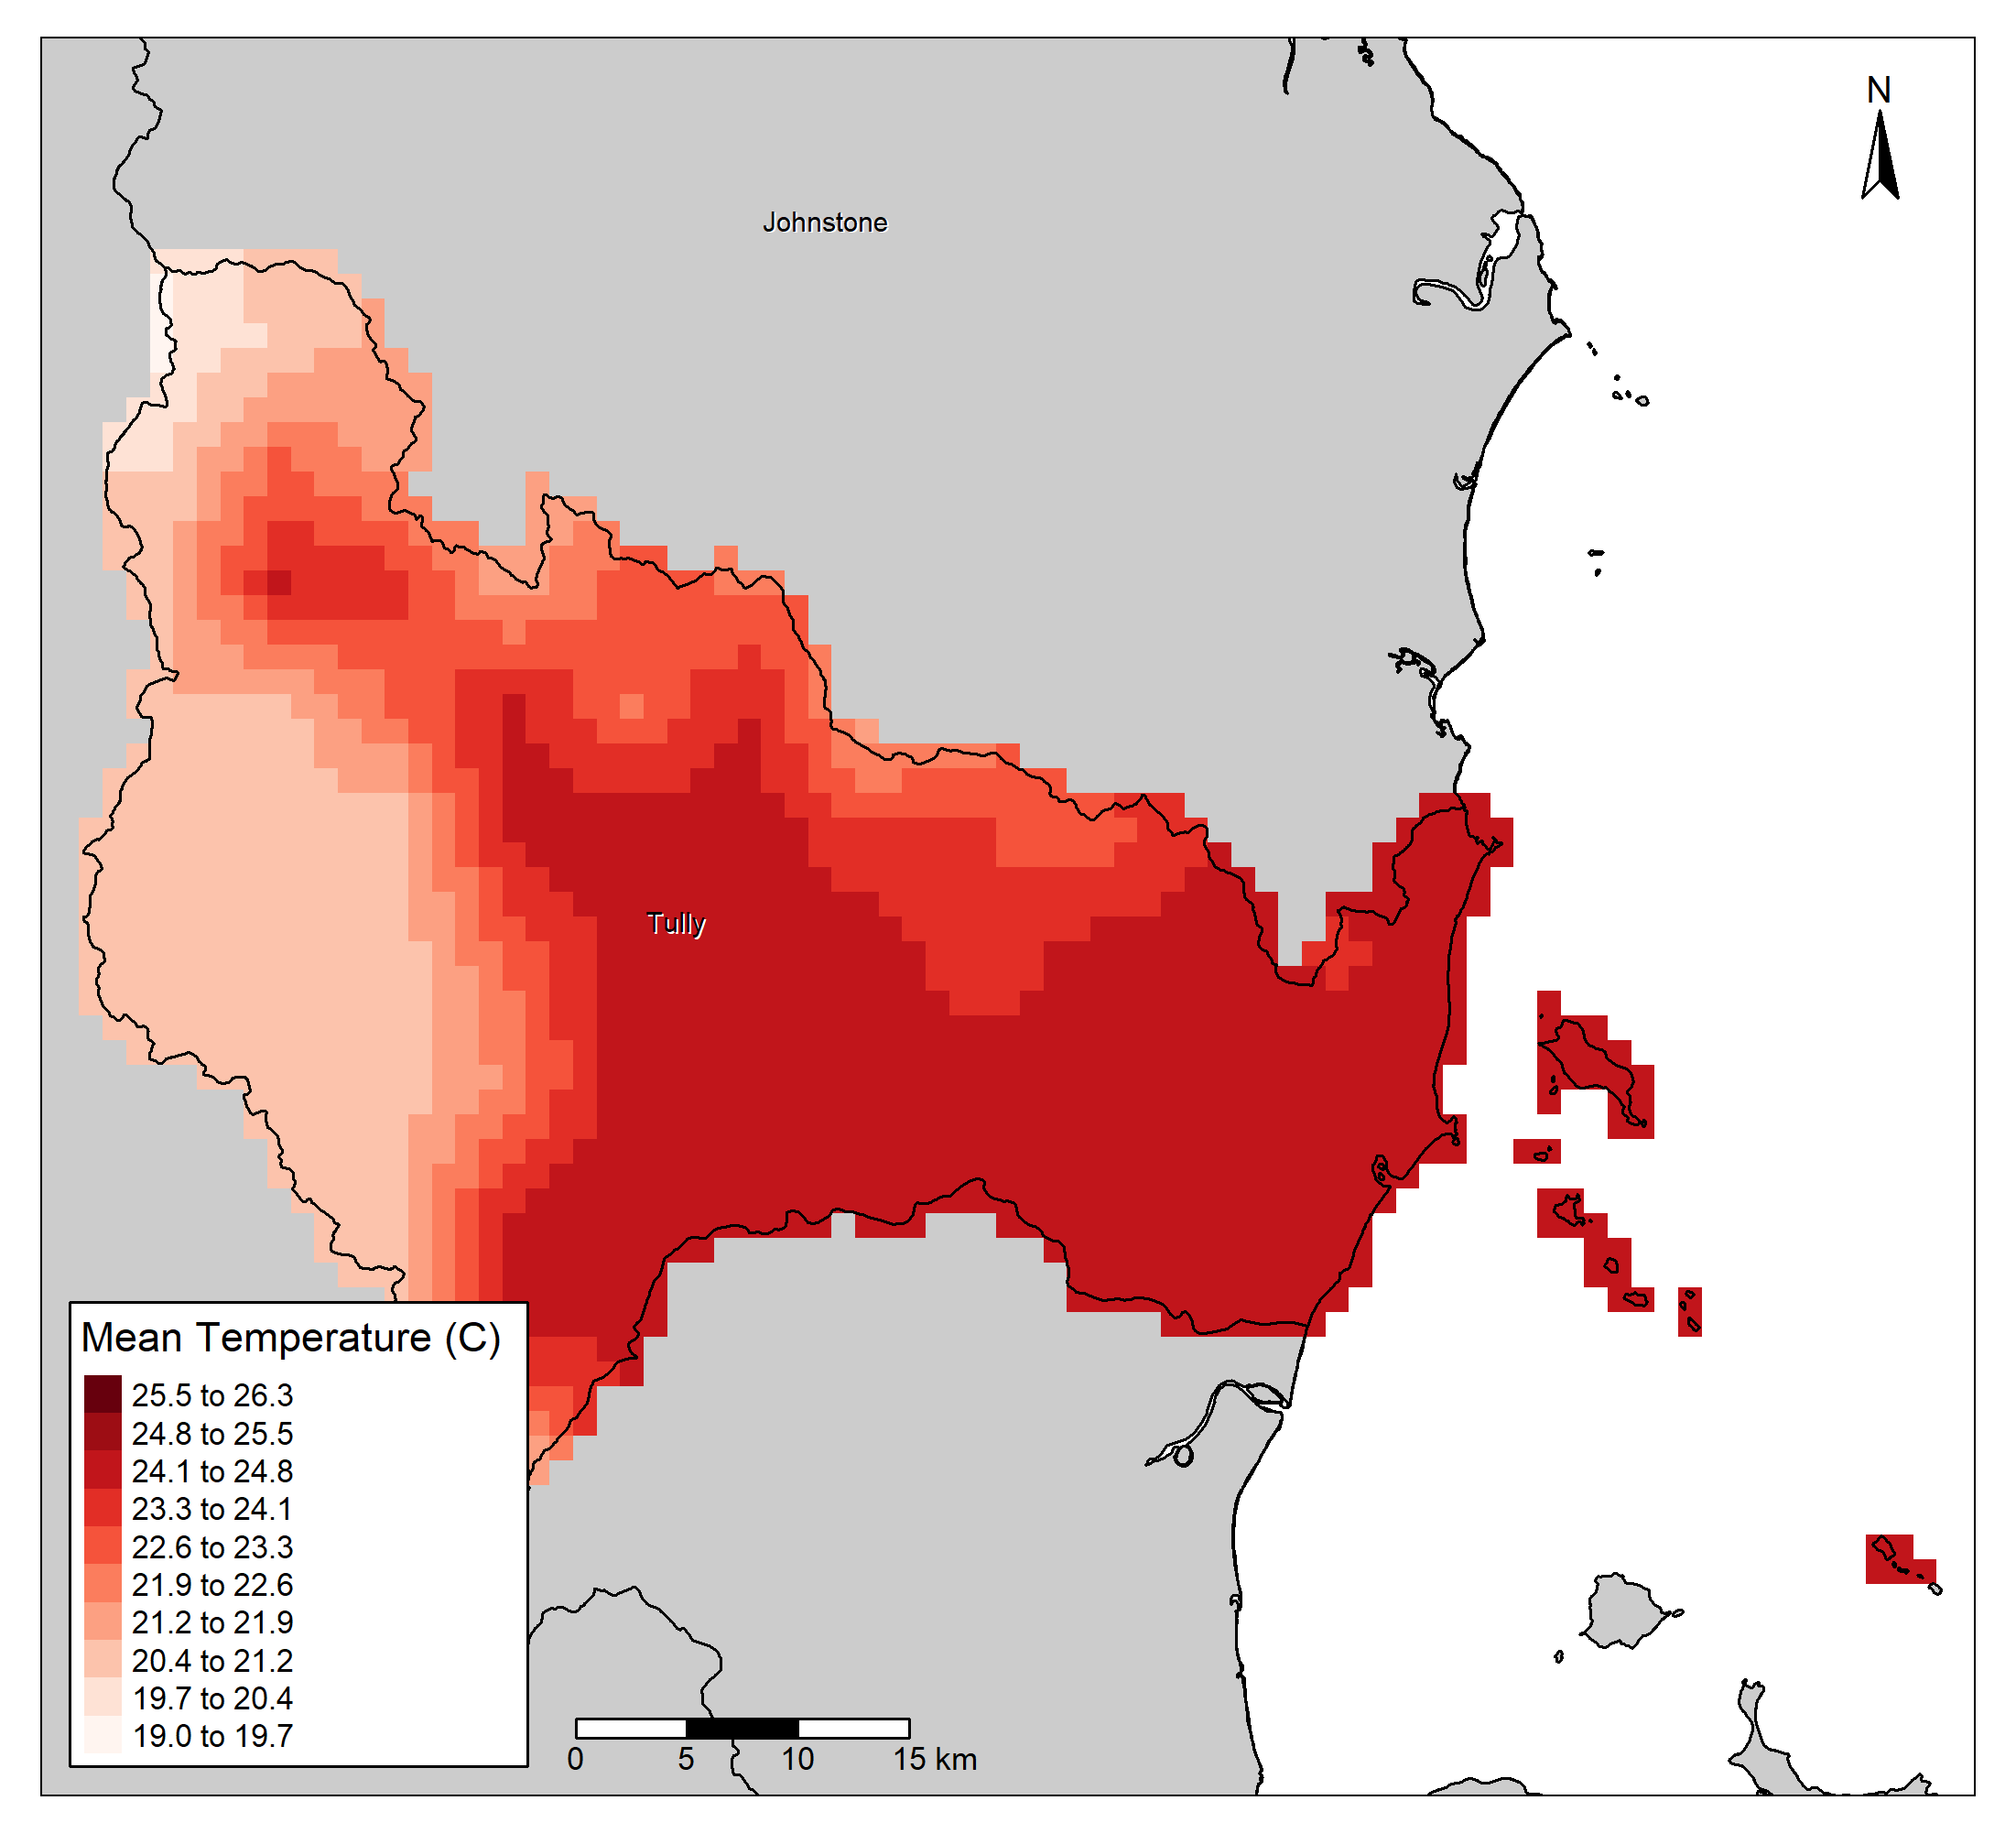 N
Johnstone
Tully
Mean Temperature (C)
25.5 to 26.3
24.8 to 25.5
24.1 to 24.8
23.3 to 24.1
22.6 to 23.3
21.9 to 22.6
21.2 to 21.9
20.4 to 21.2
19.7 to 20.4
19.0 to 19.7
0 5 10 15 km